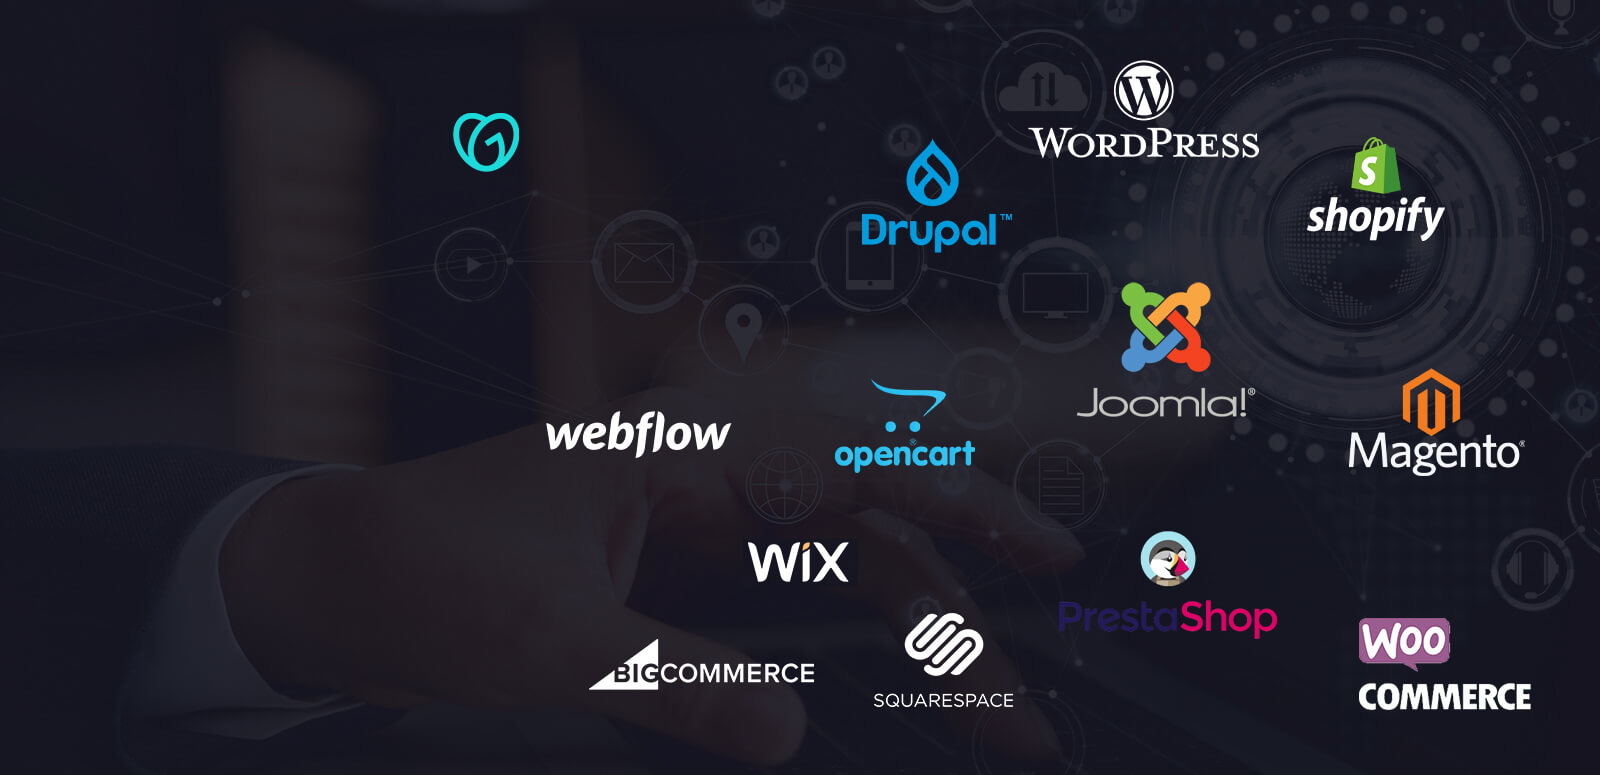 WORDPRESS
Drupal™
shopify
Joomla!®
webflow
opencart®
Magento®
WiX
PrestaShop
BIGCOMMERCE
SQUARESPACE
WOO
COMMERCE